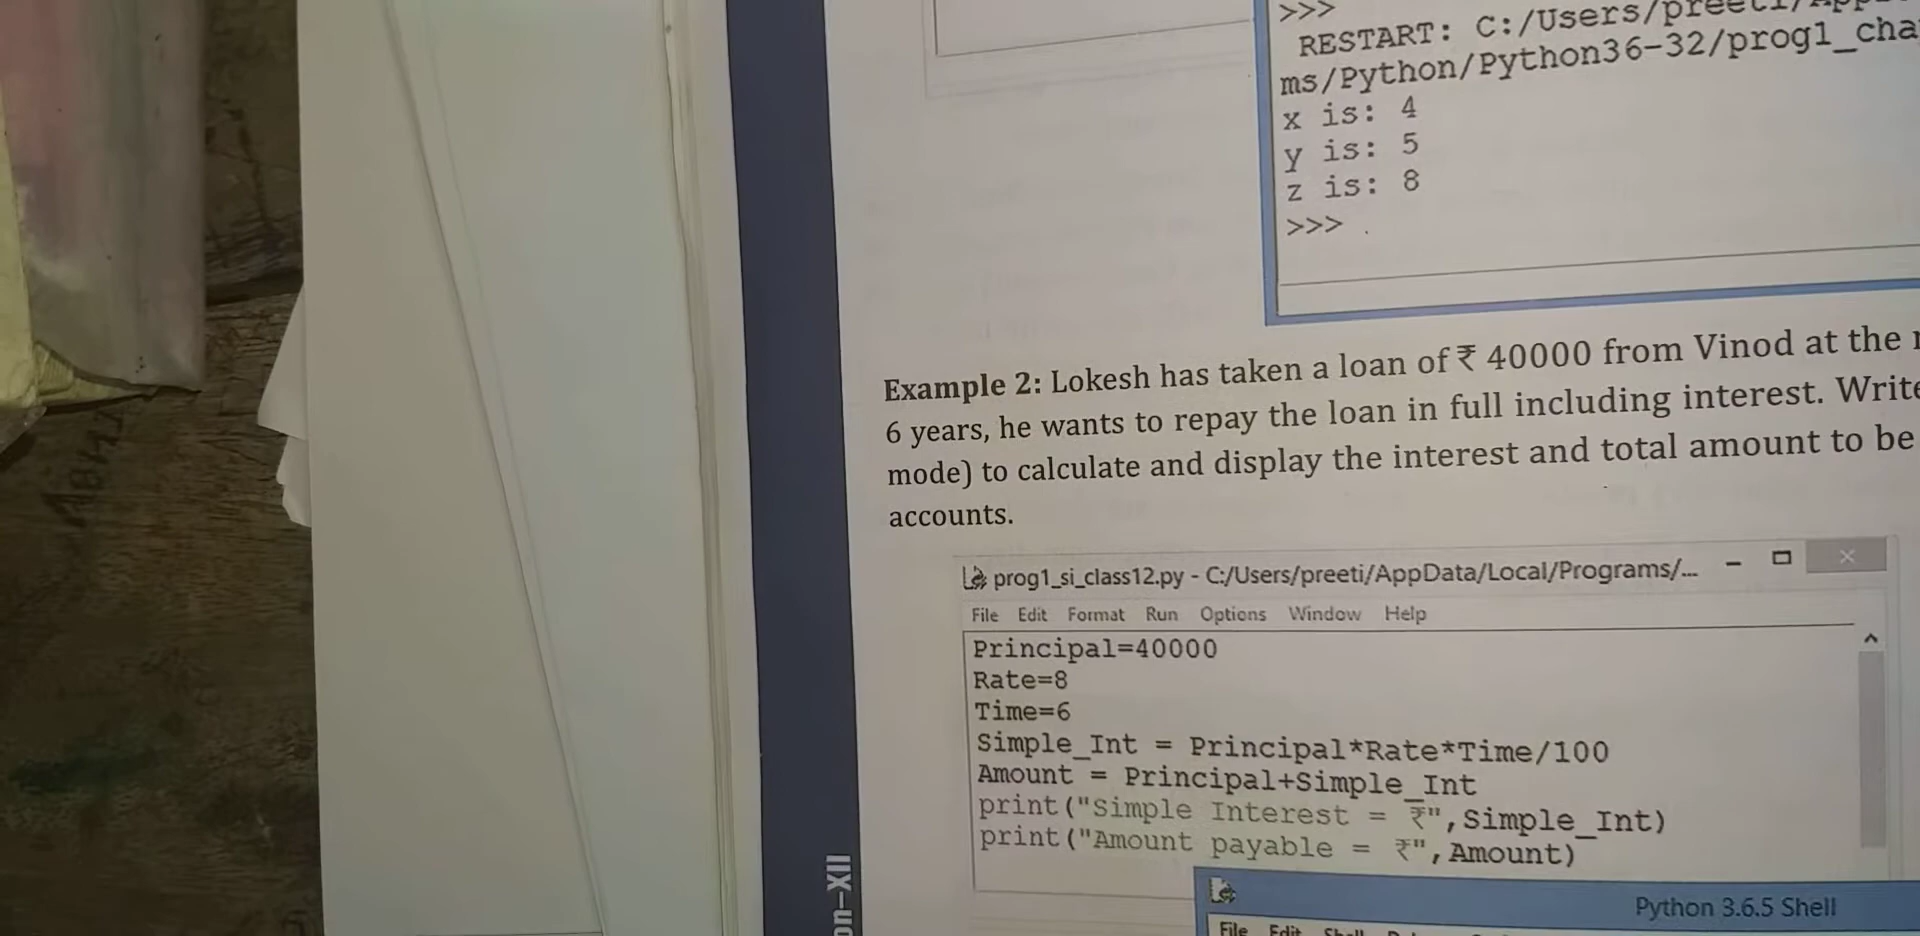 >>>
RESTART: C:/Users/preeti/App
ms/Python/Python36-32/prog1_cha
x is: 4
y is: 5
z is: 8
>>>
Example 2: Lokesh has taken a loan of ₹ 40000 from Vinod at the
6 years, he wants to repay the loan in full including interest. Write
mode) to calculate and display the interest and total amount to be
accounts.
prog1_si_class12.py - C:/Users/preeti/AppData/Local/Programs/...
File Edit Format Run Options Window Help
Principal=40000
Rate=8
Time=6
Simple_Int = Principal*Rate*Time/100
Amount = Principal+Simple_Int
print("Simple Interest = ₹",Simple_Int)
print("Amount payable = ₹",Amount)
Python 3.6.5 Shell
File Edit Shell
on–XII